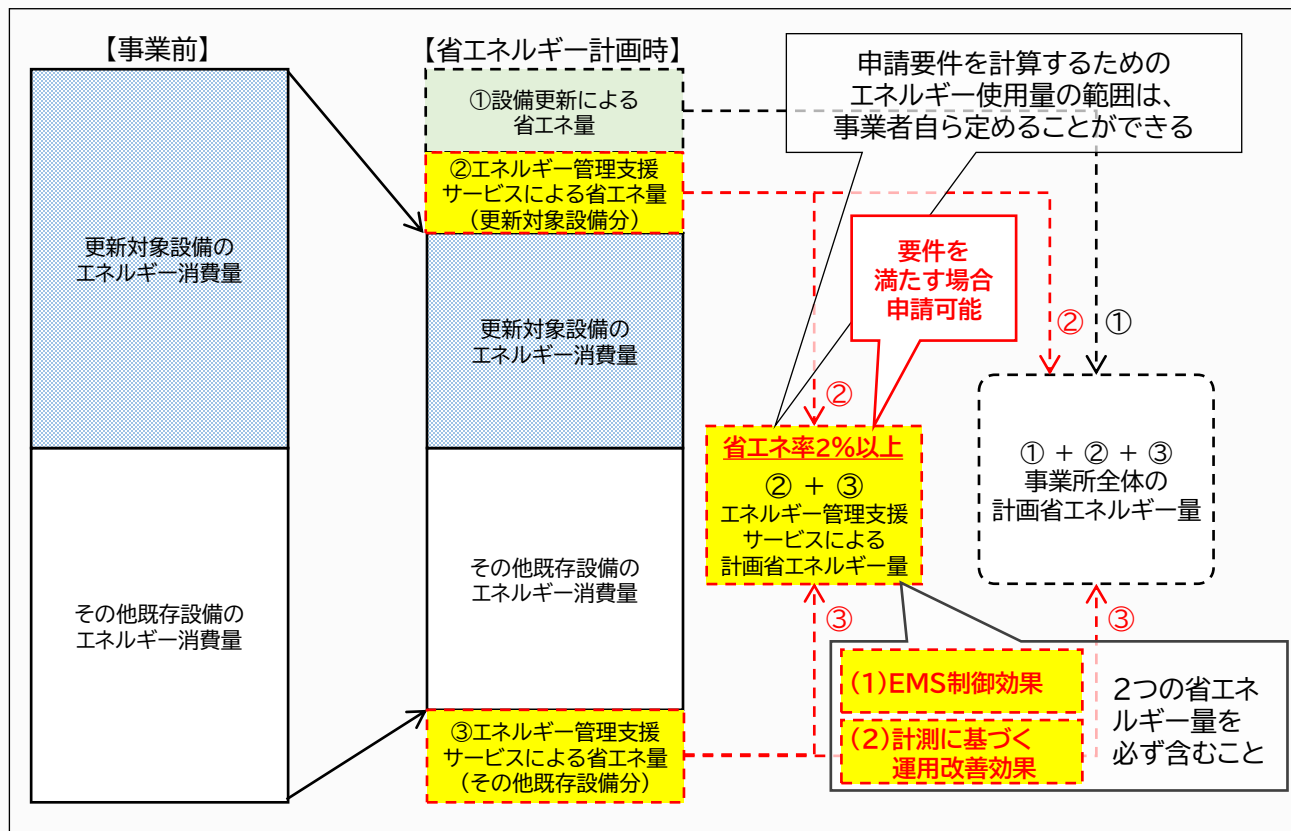 【事業前】
更新対象設備の
エネルギー消費量
その他既存設備の
エネルギー消費量
【省エネルギー計画時】
①設備更新による
省エネ量
②エネルギー管理支援
サービスによる省エネ量
(更新対象設備分)
更新対象設備の
エネルギー消費量
その他既存設備の
エネルギー消費量
③エネルギー管理支援
サービスによる省エネ量
(その他既存設備分)
申請要件を計算するための
エネルギー使用量の範囲は、
事業者自ら定めることができる
要件を
満たす場合
申請可能
②
①
②
省エネ率2%以上
② + ③
エネルギー管理支援
サービスによる
計画省エネルギー量
① + ② + ③
事業所全体の
計画省エネルギー量
③
③
(1)EMS制御効果
(2)計測に基づく
運用改善効果
2つの省エネ
ルギー量を
必ず含むこと